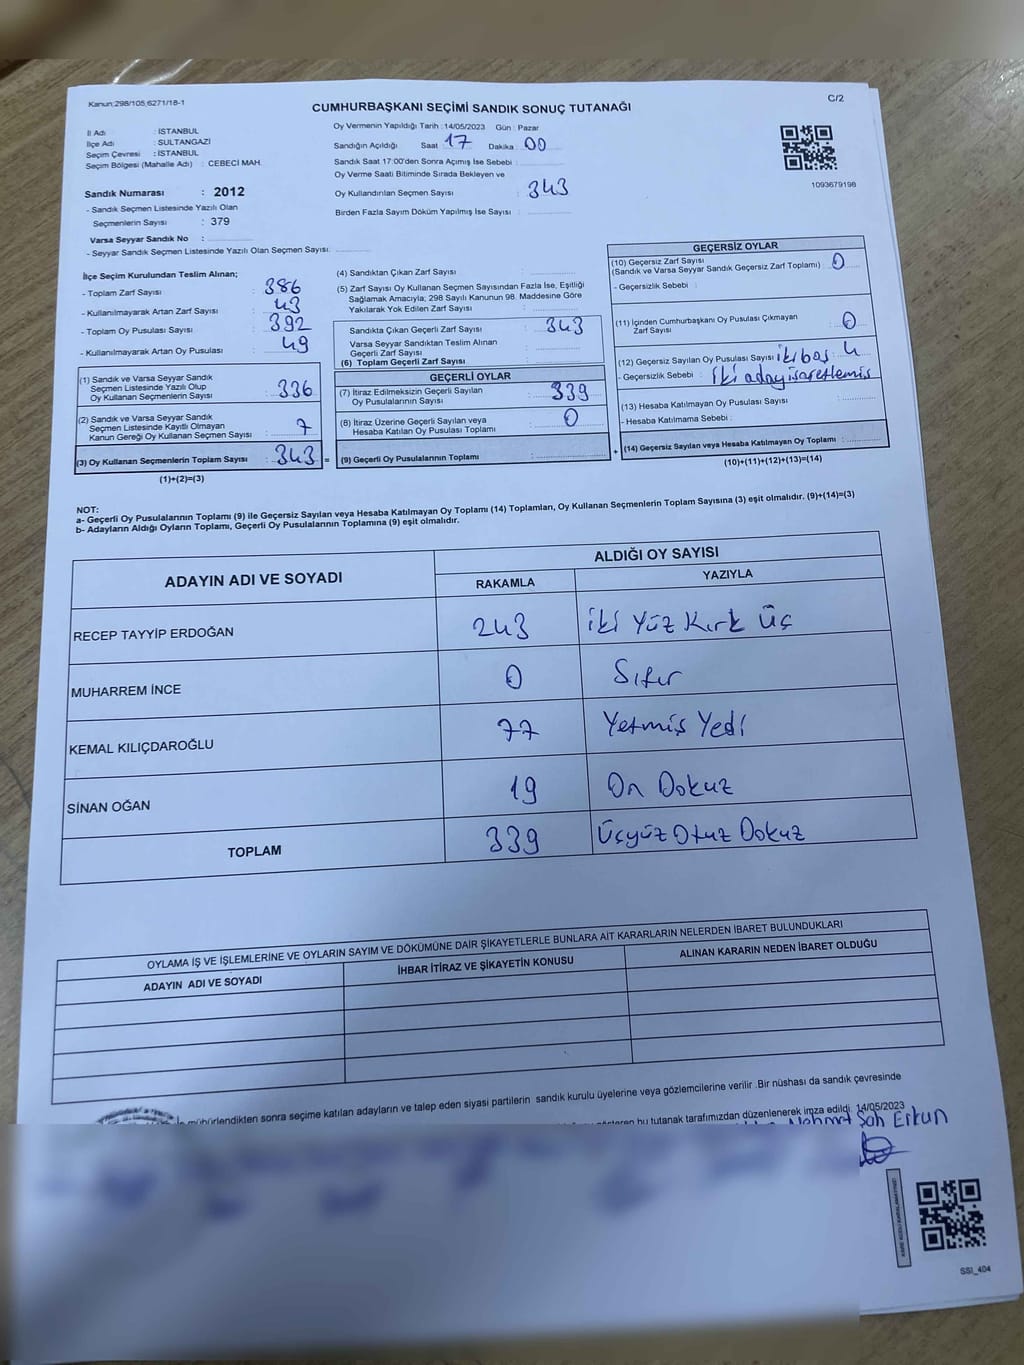 Kanun:298/105,6271/18-1
C/2
CUMHURBAŞKANI SEÇİMİ SANDIK SONUÇ TUTANAĞI
İl Adı : İSTANBUL
İlçe Adı : SULTANGAZİ
Seçim Çevresi : İSTANBUL
Seçim Bölgesi (Mahalle Adı) : CEBECİ MAH.
Sandık Numarası : 2012
- Sandık Seçmen Listesinde Yazılı Olan
Seçmenlerin Sayısı : 379
Varsa Seyyar Sandık No :
- Seyyar Sandık Seçmen Listesinde Yazılı Olan Seçmen Sayısı:
Oy Vermenin Yapıldığı Tarih :14/05/2023 Gün : Pazar
Sandığın Açıldığı Saat 17 Dakika 00
Sandık Saat 17:00'den Sonra Açımış İse Sebebi :
Oy Verme Saati Bitiminde Sırada Bekleyen ve
Oy Kullandırılan Seçmen Sayısı : 343
Birden Fazla Sayım Döküm Yapılmış İse Sayısı :
1093679198
İlçe Seçim Kurulundan Teslim Alınan;
- Toplam Zarf Sayısı : 386
- Kullanılmayarak Artan Zarf Sayısı : 43
- Toplam Oy Pusulası Sayısı : 392
- Kullanılmayarak Artan Oy Pusulası : 49
(1) Sandık ve Varsa Seyyar Sandık
Seçmen Listesinde Yazılı Olup
Oy Kullanan Seçmenlerin Sayısı : 336
(2) Sandık ve Varsa Seyyar Sandık
Seçmen Listesinde Kayıtlı Olmayan
Kanun Gereği Oy Kullanan Seçmen Sayısı : 7
(3) Oy Kullanan Seçmenlerin Toplam Sayısı : 343 =
(1)+(2)=(3)
(4) Sandıktan Çıkan Zarf Sayısı :
(5) Zarf Sayısı Oy Kullanan Seçmen Sayısından Fazla İse, Eşitliği
Sağlamak Amacıyla; 298 Sayılı Kanunun 98. Maddesine Göre
Yakılarak Yok Edilen Zarf Sayısı :
Sandıkta Çıkan Geçerli Zarf Sayısı : 343
Varsa Seyyar Sandıktan Teslim Alınan
Geçerli Zarf Sayısı :
(6) Toplam Geçerli Zarf Sayısı :
GEÇERLİ OYLAR
(7) İtiraz Edilmeksizin Geçerli Sayılan
Oy Pusulalarının Sayısı : 339
(8) İtiraz Üzerine Geçerli Sayılan veya
Hesaba Katılan Oy Pusulası Toplamı : 0
(9) Geçerli Oy Pusulalarının Toplamı : +
GEÇERSİZ OYLAR
(10) Geçersiz Zarf Sayısı
(Sandık ve Varsa Seyyar Sandık Geçersiz Zarf Toplamı) : 0
- Geçersizlik Sebebi :
(11) İçinden Cumhurbaşkanı Oy Pusulası Çıkmayan
Zarf Sayısı : 0
(12) Geçersiz Sayılan Oy Pusulası Sayısı : iki boş 4
- Geçersizlik Sebebi : iki aday işaretlemiş
(13) Hesaba Katılmayan Oy Pusulası Sayısı :
- Hesaba Katılmama Sebebi :
(14) Geçersiz Sayılan veya Hesaba Katılmayan Oy Toplamı :
(10)+(11)+(12)+(13)=(14)
NOT:
a- Geçerli Oy Pusulalarının Toplamı (9) ile Geçersiz Sayılan veya Hesaba Katılmayan Oy Toplamı (14) Toplamları, Oy Kullanan Seçmenlerin Toplam Sayısına (3) eşit olmalıdır. (9)+(14)=(3)
b- Adayların Aldığı Oyların Toplamı, Geçerli Oy Pusulalarının Toplamına (9) eşit olmalıdır.
ADAYIN ADI VE SOYADI
ALDIĞI OY SAYISI
RAKAMLA YAZIYLA
RECEP TAYYİP ERDOĞAN 243 iki Yüz Kırk Üç
MUHARREM İNCE 0 Sıfır
KEMAL KILIÇDAROĞLU 77 Yetmiş Yedi
SİNAN OĞAN 19 On Dokuz
TOPLAM 339 Üçyüz Otuz Dokuz
OYLAMA İŞ VE İŞLEMLERİNE VE OYLARIN SAYIM VE DÖKÜMÜNE DAİR ŞİKAYETLERLE BUNLARA AİT KARARLARIN NELERDEN İBARET BULUNDUKLARI
ADAYIN ADI VE SOYADI İHBAR İTİRAZ VE ŞİKAYETİN KONUSU ALINAN KARARIN NEDEN İBARET OLDUĞU
mühürlendikten sonra seçime katılan adayların ve talep eden siyasi partilerin sandık kurulu üyelerine veya gözlemcilerine verilir .Bir nüshası da sandık çevresinde
bu tutanak tarafımızdan düzenlenerek imza edildi. 14/05/2023
Mehmet Şah Erkun
SSI_404